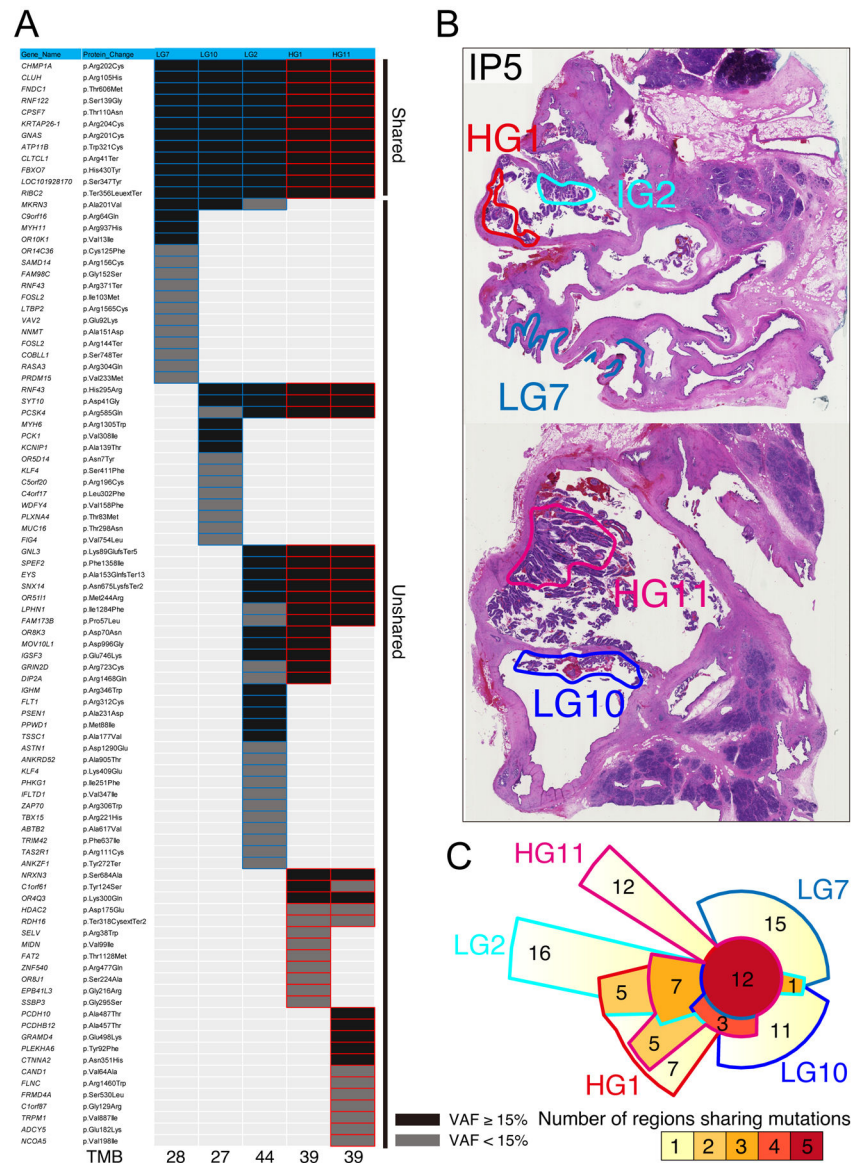 A
Gene_Name Protein_Change LG7 LG10 LG2 HG1 HG11
CHMP1A p.Arg202Cys
CLUH p.Arg105His
FNDC1 p.Thr606Met
RNF122 p.Ser139Gly
CPSF7 p.Thr110Asn
KRTAP26-1 p.Arg204Cys
GNAS p.Arg201Cys
ATP11B p.Trp321Cys
CLTCL1 p.Arg41Ter
FBXO7 p.His430Tyr
LOC101928170 p.Ser347Tyr
RIBC2 p.Ter356LeuextTer
MKRN3 p.Ala201Val
C9orf16 p.Arg64Gln
MYH11 p.Arg937His
OR10K1 p.Val13Ile
OR14C36 p.Cys125Phe
SAMD14 p.Arg156Cys
FAM98C p.Gly152Ser
RNF43 p.Arg371Ter
FOSL2 p.Ile103Met
LTBP2 p.Arg1565Cys
VAV2 p.Glu92Lys
NNMT p.Ala151Asp
FOSL2 p.Arg144Ter
COBLL1 p.Ser748Ter
RASA3 p.Arg304Gln
PRDM15 p.Val233Met
RNF43 p.His295Arg
SYT10 p.Asp41Gly
PCSK4 p.Arg585Gln
MYH6 p.Arg1305Trp
PCK1 p.Val308Ile
KCNIP1 p.Ala139Thr
OR5D14 p.Asn7Tyr
KLF4 p.Ser411Phe
C5orf20 p.Arg196Cys
C4orf17 p.Leu302Phe
WDFY4 p.Val158Phe
PLXNA4 p.Thr83Met
MUC16 p.Thr298Asn
FIG4 p.Val754Leu
GNL3 p.Lys89GlufsTer5
SPEF2 p.Phe1358Ile
EYS p.Ala153GlnfsTer13
SNX14 p.Asn675LysfsTer2
OR51I1 p.Met244Arg
LPHN1 p.Ile1284Phe
FAM173B p.Pro57Leu
OR8K3 p.Asp70Asn
MOV10L1 p.Asp996Gly
IGSF3 p.Glu746Lys
GRIN2D p.Arg723Cys
DIP2A p.Arg1468Gln
IGHM p.Arg346Trp
FLT1 p.Arg312Cys
PSEN1 p.Ala231Asp
PPWD1 p.Met88Ile
TSSC1 p.Ala177Val
ASTN1 p.Asp1290Glu
ANKRD52 p.Ala905Thr
KLF4 p.Lys409Glu
PHKG1 p.Ile251Phe
IFLTD1 p.Val347Ile
ZAP70 p.Arg306Trp
TBX15 p.Arg221His
ABTB2 p.Ala617Val
TRIM42 p.Phe637Ile
TAS2R1 p.Arg111Cys
ANKZF1 p.Tyr272Ter
NRXN3 p.Ser684Ala
C1orf61 p.Tyr124Ser
OR4Q3 p.Lys300Gln
HDAC2 p.Asp175Glu
RDH16 p.Ter318CysextTer2
SELV p.Arg38Trp
MIDN p.Val99Ile
FAT2 p.Thr1128Met
ZNF540 p.Arg477Gln
OR8J1 p.Ser224Ala
EPB41L3 p.Gly216Arg
SSBP3 p.Gly295Ser
PCDH10 p.Ala487Thr
PCDHB12 p.Ala457Thr
GRAMD4 p.Glu498Lys
PLEKHA6 p.Tyr92Phe
CTNNA2 p.Asn351His
CAND1 p.Val64Ala
FLNC p.Arg1460Trp
FRMD4A p.Ser530Leu
C1orf87 p.Gly129Arg
TRPM1 p.Val887Ile
ADCY5 p.Glu182Lys
NCOA5 p.Val198Ile
TMB 28 27 44 39 39
Shared
Unshared
VAF ≥ 15%
VAF < 15%
B
IP5
HG1
IG2
LG7
HG11
LG10
C
HG11
LG7
LG2
HG1
LG10
12
15
16
7
12
1
5
3
11
5
7
Number of regions sharing mutations
1 2 3 4 5